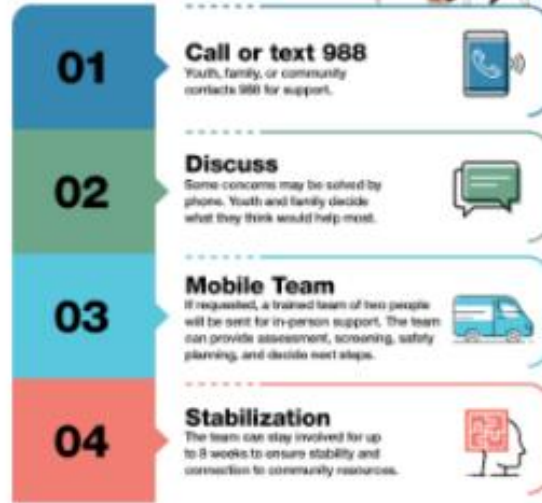 01
Call or text 988
Youth, family, or community
contacts 988 for support.
02
Discuss
Some concerns may be solved by
phone. Youth and family decide
what they think would help most.
03
Mobile Team
If requested, a trained team of two people
will be sent for in-person support. The team
can provide assessment, screening, safety
planning, and decide next steps.
04
Stabilization
The team can stay involved for up
to 8 weeks to ensure stability and
connection to community resources.